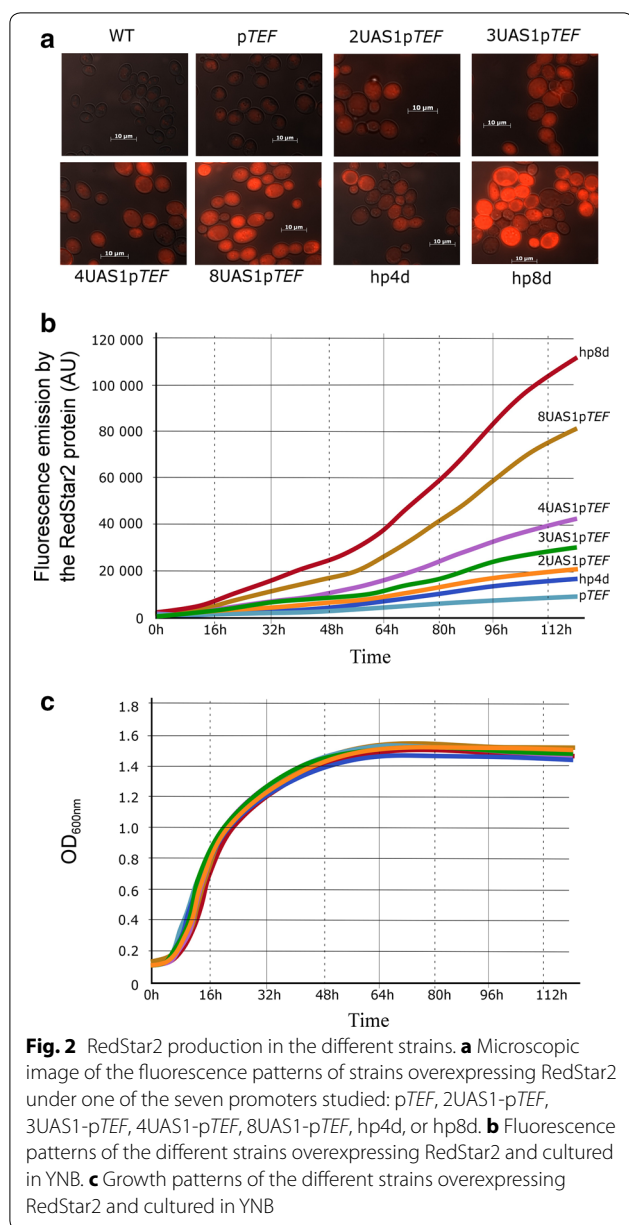 a
WT pTEF 2UAS1pTEF 3UAS1pTEF
10 µm 10 µm 10 µm 10 µm
10 µm 10 µm 10 µm 10 µm
4UAS1pTEF 8UAS1pTEF hp4d hp8d
b
Fluorescence emission by
the RedStar2 protein (AU)
120 000
100 000
80 000
60 000
40 000
20 000
0
hp8d
8UAS1pTEF
4UAS1pTEF
3UAS1pTEF
2UAS1pTEF
hp4d
pTEF
0h 16h 32h 48h 64h 80h 96h 112h
Time
c
OD600nm
1.8
1.6
1.4
1.2
1.0
0.8
0.6
0.4
0.2
0
0h 16h 32h 48h 64h 80h 96h 112h
Time
Fig. 2 RedStar2 production in the different strains. a Microscopic
image of the fluorescence patterns of strains overexpressing RedStar2
under one of the seven promoters studied: pTEF, 2UAS1-pTEF,
3UAS1-pTEF, 4UAS1-pTEF, 8UAS1-pTEF, hp4d, or hp8d. b Fluorescence
patterns of the different strains overexpressing RedStar2 and cultured
in YNB. c Growth patterns of the different strains overexpressing
RedStar2 and cultured in YNB